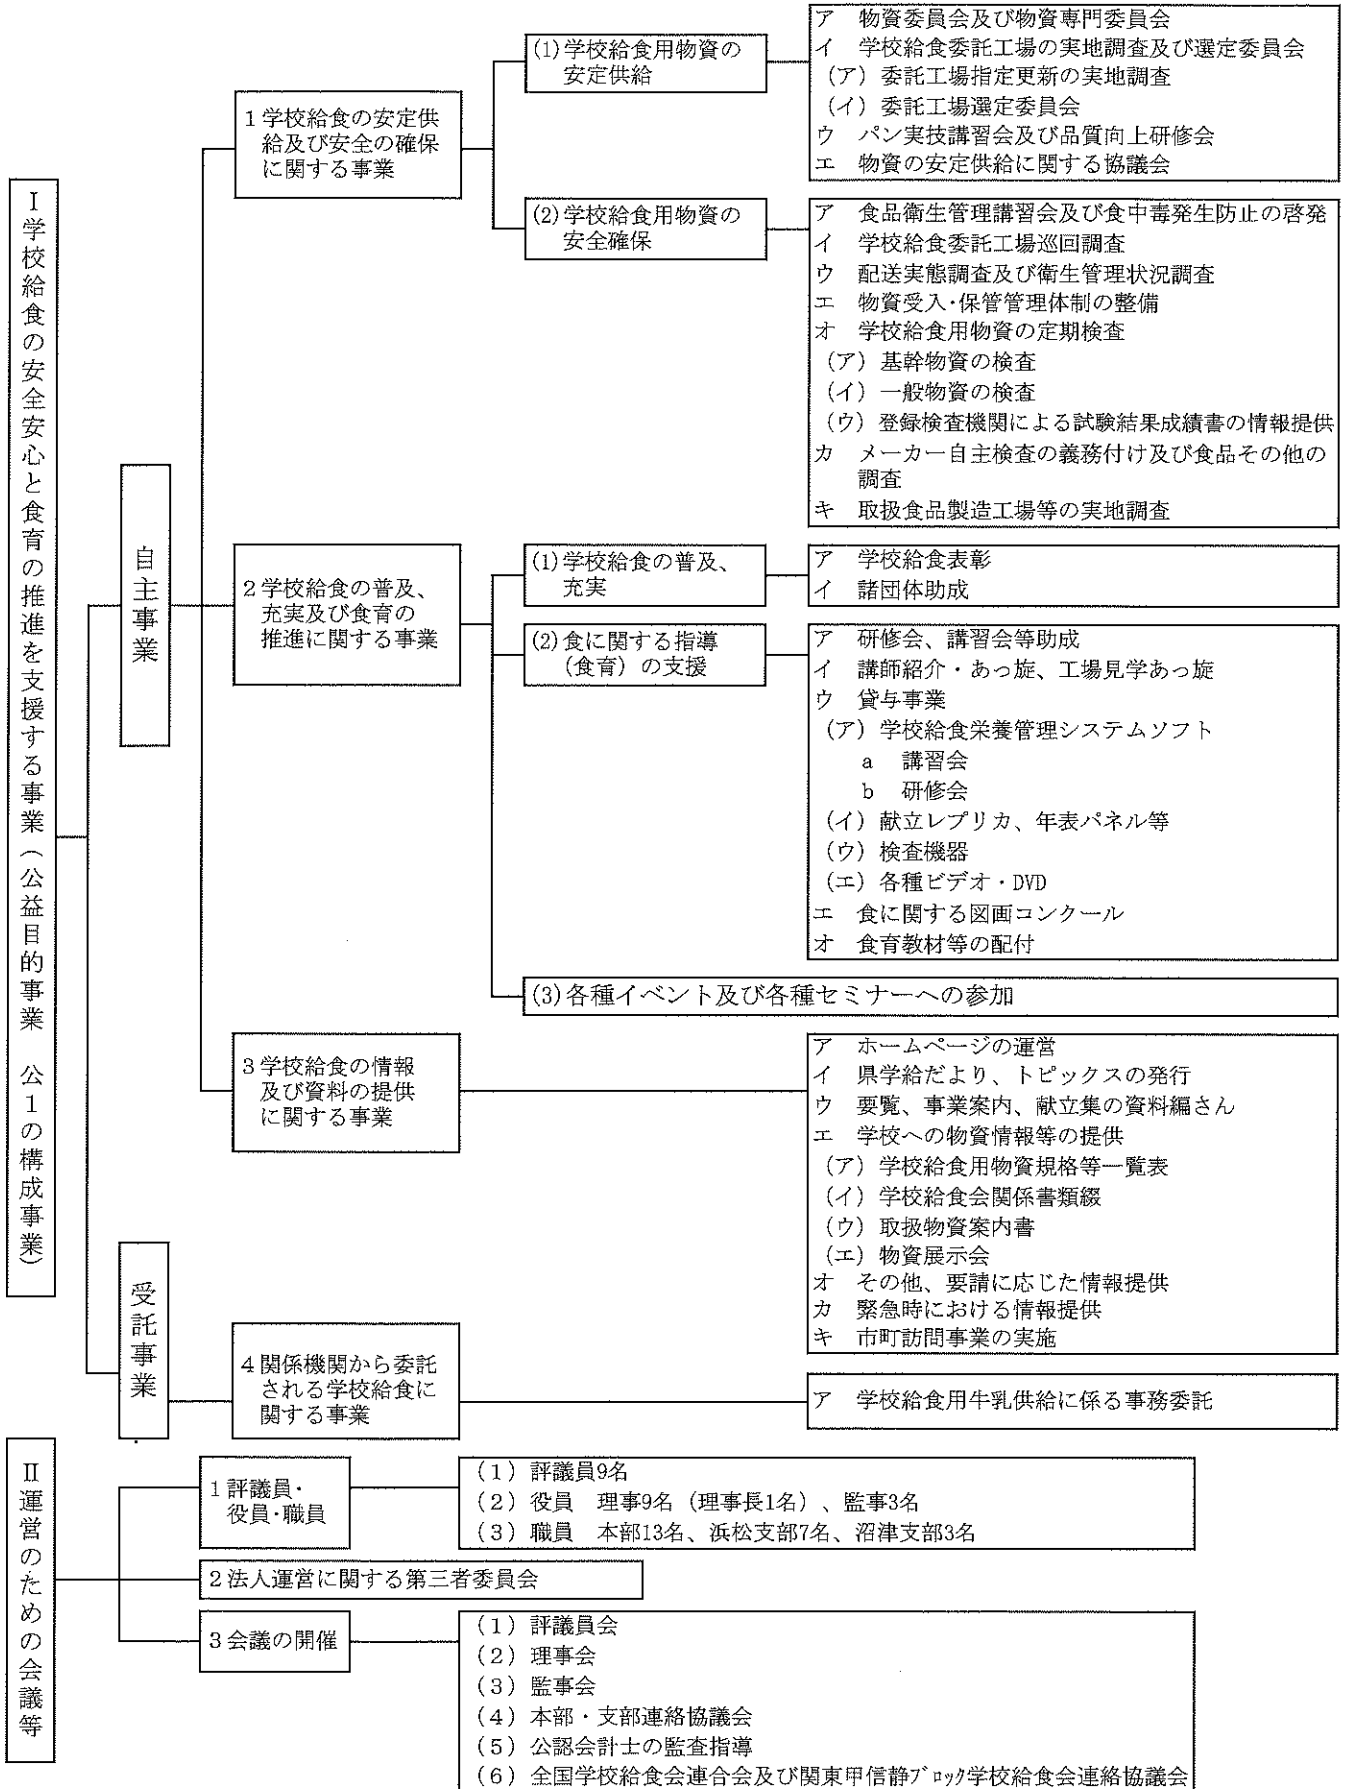 Ⅰ学校給食の安全安心と食育の推進を支援する事業（公益目的事業　公１の構成事業）
自主事業
1学校給食の安定供
給及び安全の確保
に関する事業
(1)学校給食用物資の
安定供給
ア　物資委員会及び物資専門委員会
イ　学校給食委託工場の実地調査及び選定委員会
（ア）委託工場指定更新の実地調査
（イ）委託工場選定委員会
ウ　パン実技講習会及び品質向上研修会
エ　物資の安定供給に関する協議会
(2)学校給食用物資の
安全確保
ア　食品衛生管理講習会及び食中毒発生防止の啓発
イ　学校給食委託工場巡回調査
ウ　配送実態調査及び衛生管理状況調査
エ　物資受入・保管管理体制の整備
オ　学校給食用物資の定期検査
（ア）基幹物資の検査
（イ）一般物資の検査
（ウ）登録検査機関による試験結果成績書の情報提供
カ　メーカー自主検査の義務付け及び食品その他の
調査
キ　取扱食品製造工場等の実地調査
2学校給食の普及、
充実及び食育の
推進に関する事業
(1)学校給食の普及、
充実
ア　学校給食表彰
イ　諸団体助成
(2)食に関する指導
（食育）の支援
ア　研修会、講習会等助成
イ　講師紹介・あっ旋、工場見学あっ旋
ウ　貸与事業
（ア）学校給食栄養管理システムソフト
a　講習会
b　研修会
（イ）献立レプリカ、年表パネル等
（ウ）検査機器
（エ）各種ビデオ・DVD
エ　食に関する図画コンクール
オ　食育教材等の配付
(3)各種イベント及び各種セミナーへの参加
3学校給食の情報
及び資料の提供
に関する事業
ア　ホームページの運営
イ　県学給だより、トピックスの発行
ウ　要覧、事業案内、献立集の資料編さん
エ　学校への物資情報等の提供
（ア）学校給食用物資規格等一覧表
（イ）学校給食会関係書類綴
（ウ）取扱物資案内書
（エ）物資展示会
オ　その他、要請に応じた情報提供
カ　緊急時における情報提供
キ　市町訪問事業の実施
受託事業
4関係機関から委託
される学校給食に
関する事業
ア　学校給食用牛乳供給に係る事務委託
Ⅱ運営のための会議等
1評議員・
役員・職員
（1）評議員9名
（2）役員　理事9名（理事長1名）、監事3名
（3）職員　本部13名、浜松支部7名、沼津支部3名
2法人運営に関する第三者委員会
3会議の開催
（1）評議員会
（2）理事会
（3）監事会
（4）本部・支部連絡協議会
（5）公認会計士の監査指導
（6）全国学校給食会連合会及び関東甲信静ﾌﾞﾛｯｸ学校給食会連絡協議会